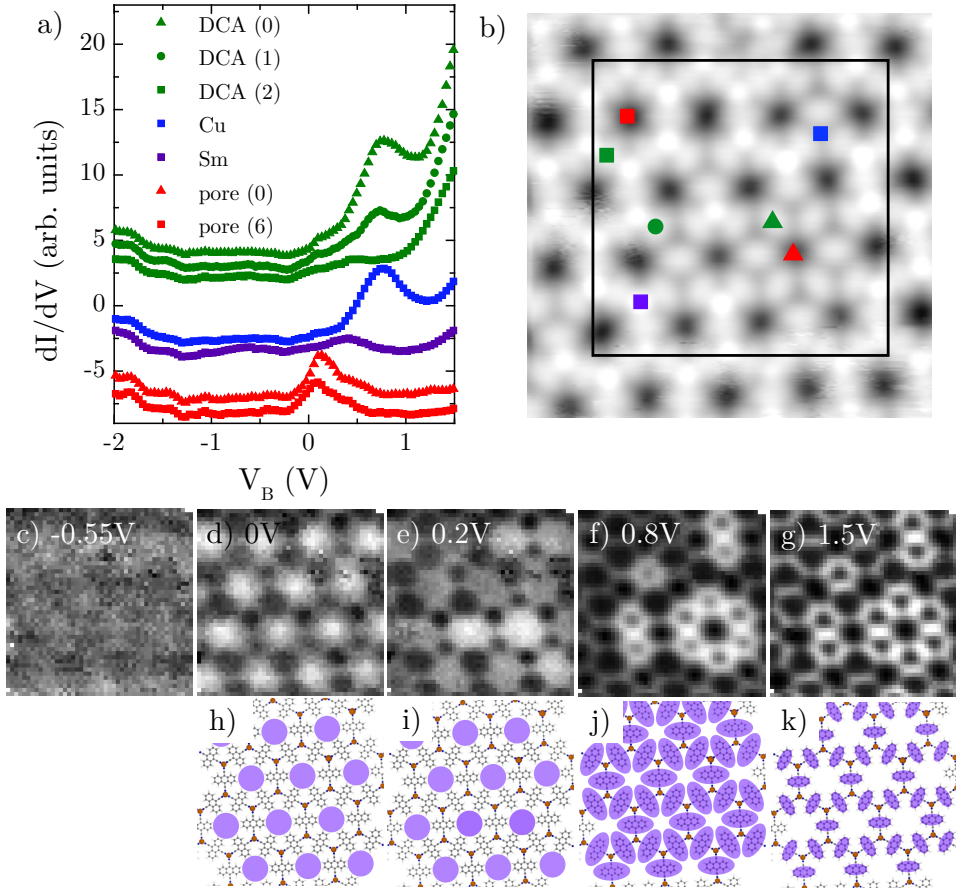 a)
DCA (0)
DCA (1)
DCA (2)
Cu
Sm
pore (0)
pore (6)
20
15
10
5
0
-5
dI/dV (arb. units)
-2
-1
0
1
V_B (V)
b)
c) -0.55V
d) 0V
e) 0.2V
f) 0.8V
g) 1.5V
h)
i)
j)
k)